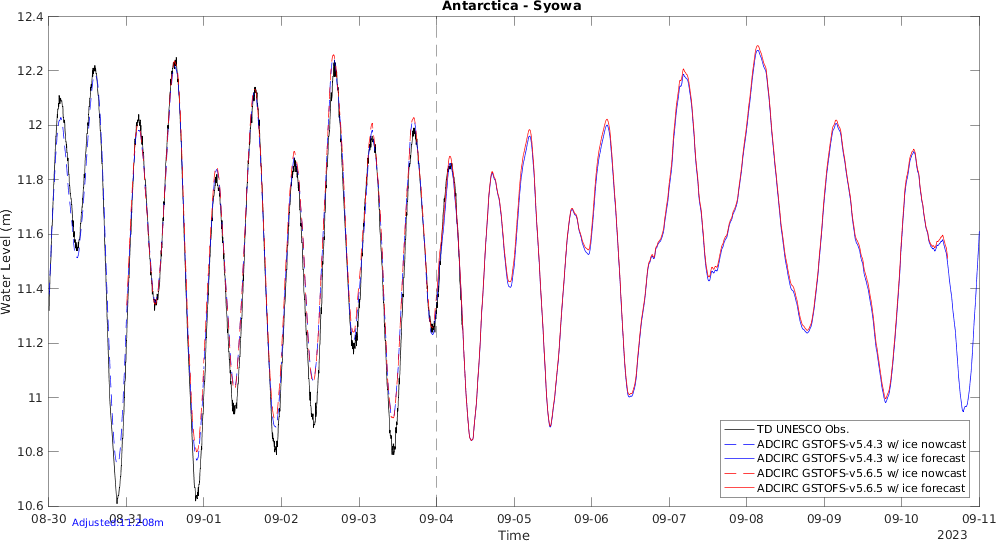 Antarctica - Syowa
12.4
12.2
12
11.8
11.6
11.4
11.2
11
10.8
10.6
Water Level (m)
TD UNESCO Obs.
ADCIRC GSTOFS-v5.4.3 w/ ice nowcast
ADCIRC GSTOFS-v5.4.3 w/ ice forecast
ADCIRC GSTOFS-v5.6.5 w/ ice nowcast
ADCIRC GSTOFS-v5.6.5 w/ ice forecast
08-30 08-31 09-01 09-02 09-03 09-04 09-05 09-06 09-07 09-08 09-09 09-10 09-11
Adjusted:11.208m
Time
2023